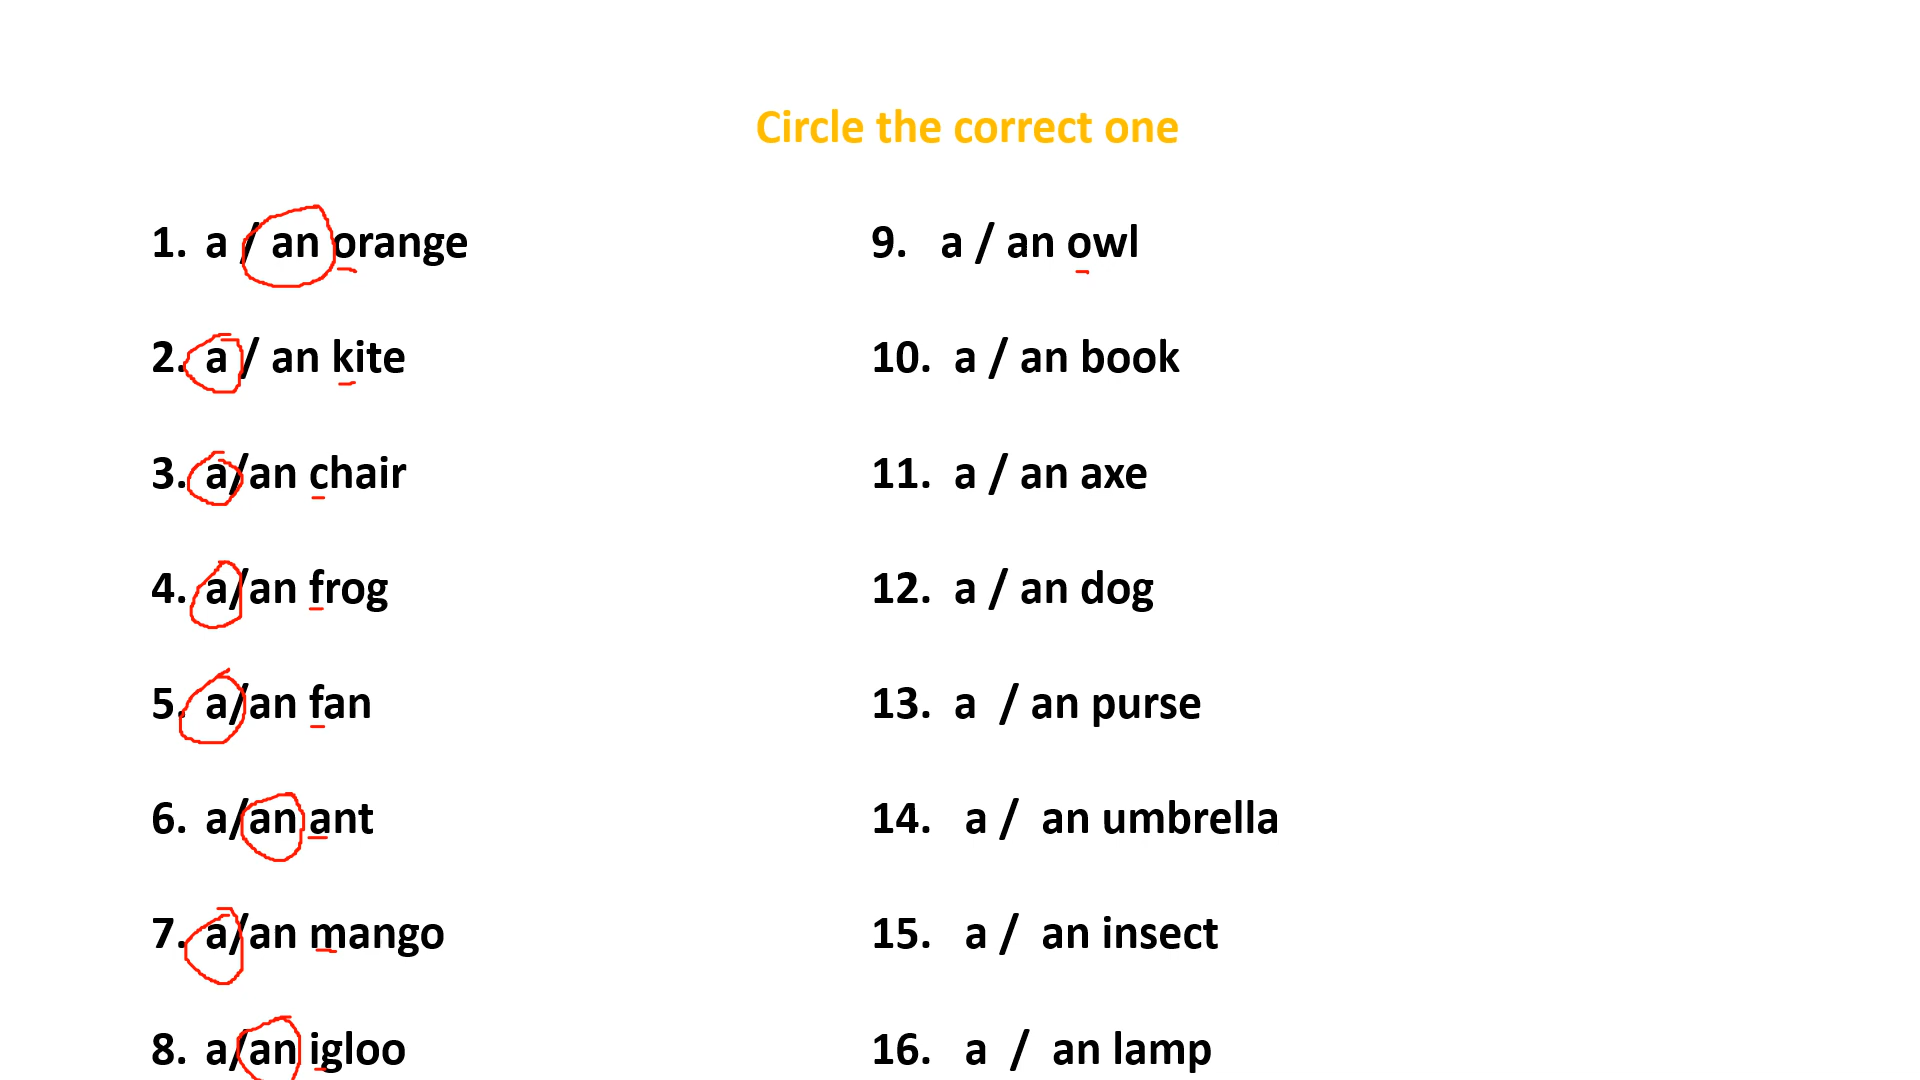 Circle the correct one
1. a / an orange
2. a / an kite
3. a/an chair
4. a/an frog
5. a/an fan
6. a/an ant
7. a/an mango
8. a/an igloo
9. a / an owl
10. a / an book
11. a / an axe
12. a / an dog
13. a / an purse
14. a / an umbrella
15. a / an insect
16. a / an lamp